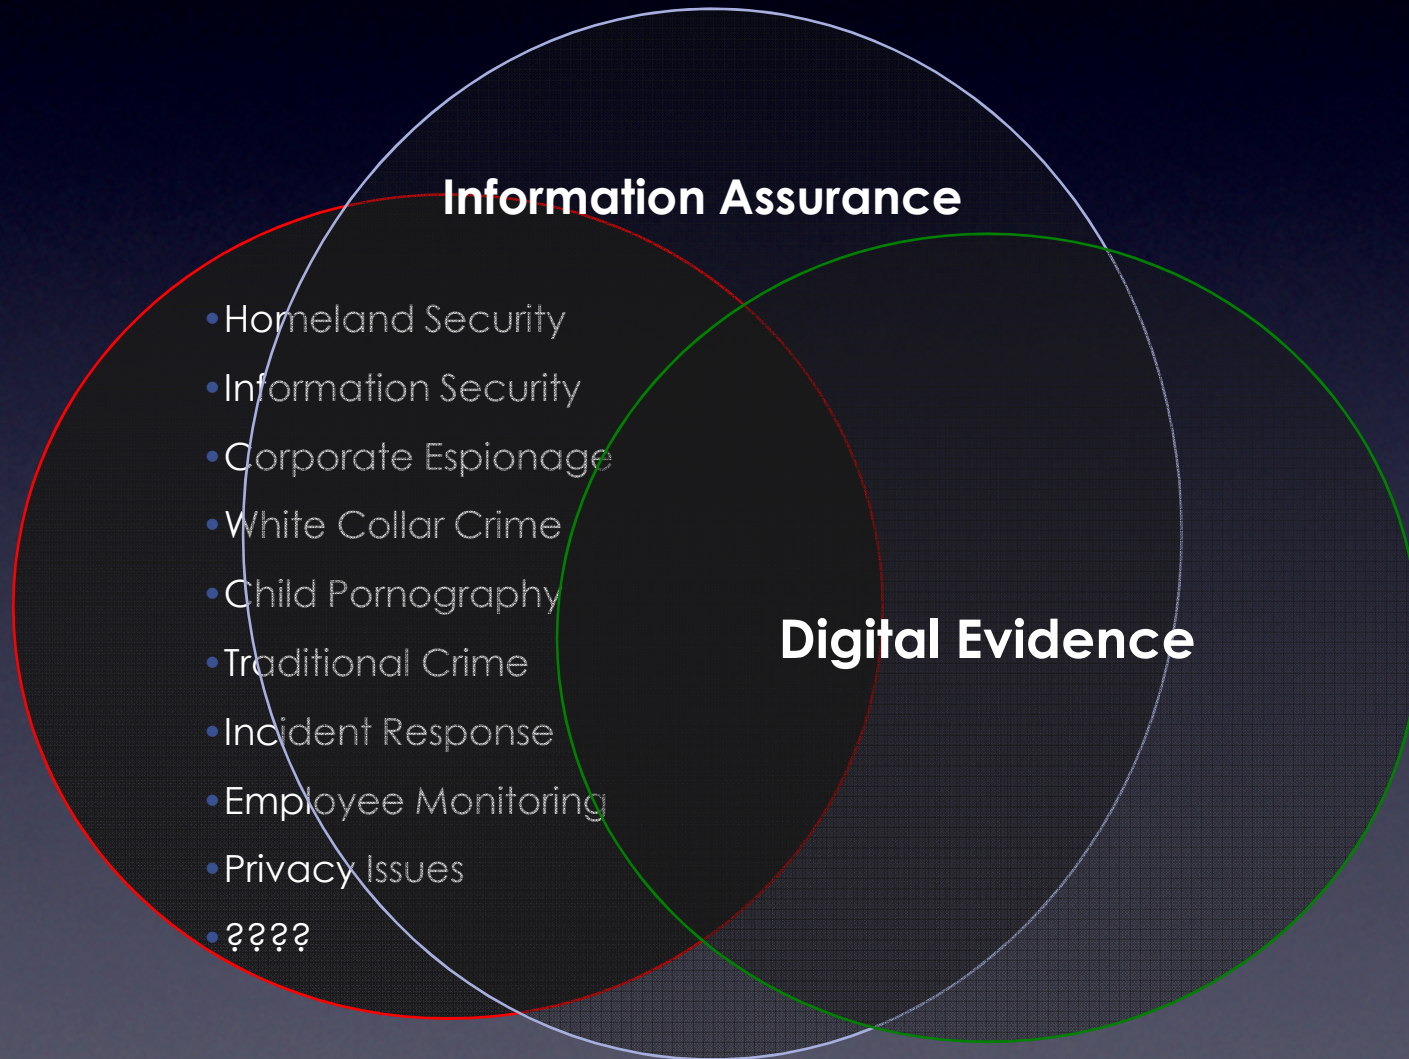 Information Assurance
•Homeland Security
•Information Security
•Corporate Espionage
•White Collar Crime
•Child Pornography
•Traditional Crime
•Incident Response
•Employee Monitoring
•Privacy Issues
•????
Digital Evidence